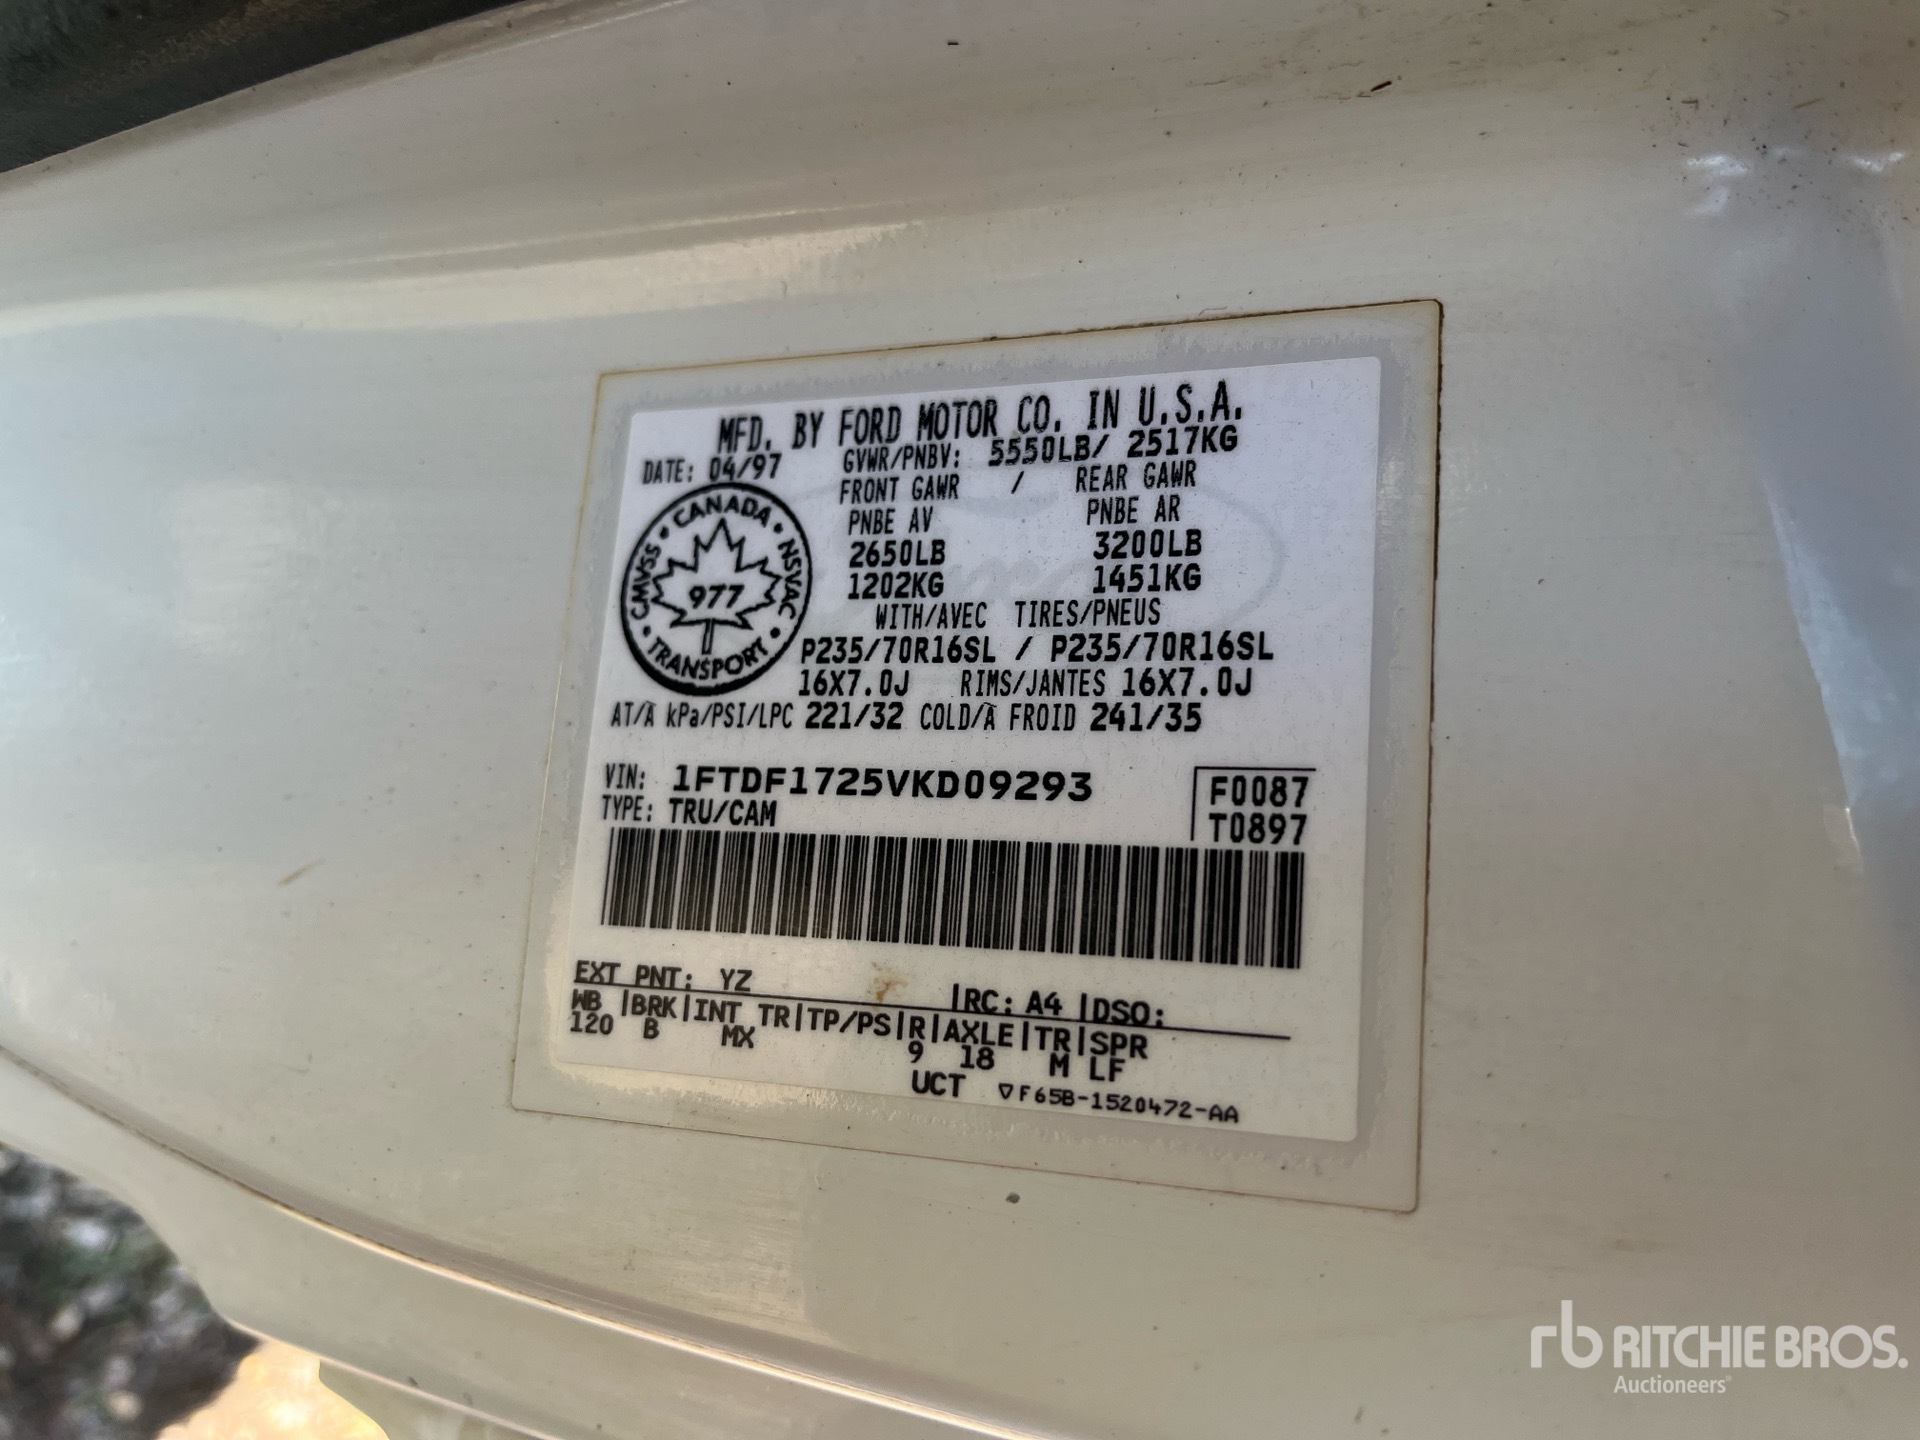 MFD. BY FORD MOTOR CO. IN U.S.A.
DATE: 04/97 GVWR/PNBV: 5550LB/ 2517KG
FRONT GAWR / REAR GAWR
PNBE AV PNBE AR
2650LB 3200LB
1202KG 1451KG
CANADA • NSVAC • TRANSPORT • CMVSS •
977
WITH/AVEC TIRES/PNEUS
P235/70R16SL / P235/70R16SL
16X7.0J RIMS/JANTES 16X7.0J
AT/À kPa/PSI/LPC 221/32 COLD/À FROID 241/35
VIN: 1FTDF1725VKD09293 F0087
TYPE: TRU/CAM T0897
EXT PNT: YZ |RC: A4 |DSO:
WB |BRK|INT TR|TP/PS|R|AXLE|TR|SPR
120 B MX 9 18 M LF
UCT ▽F65B-1520472-AA
rb RITCHIE BROS.
Auctioneers